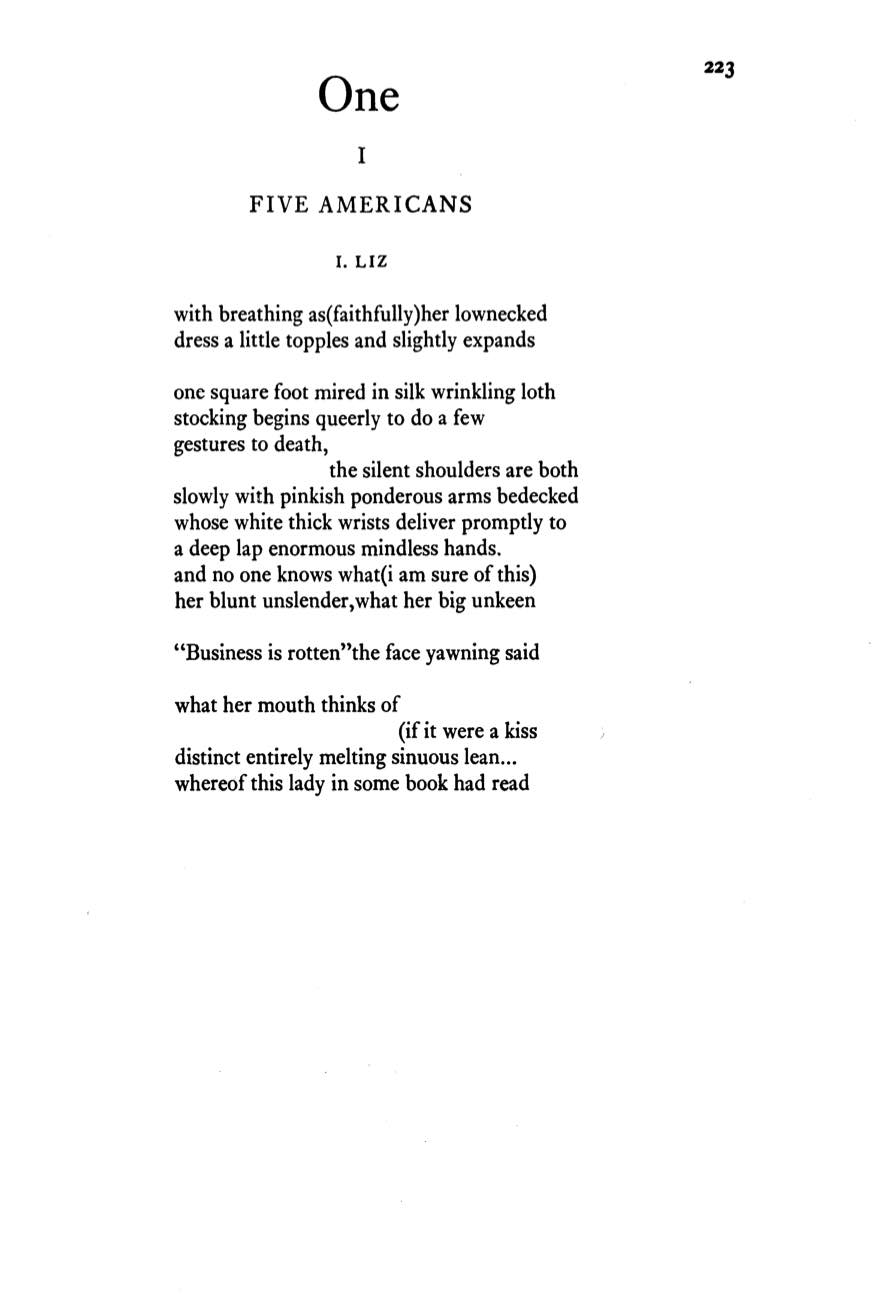 223
One
I
FIVE AMERICANS
I. LIZ
with breathing as(faithfully)her lownecked
dress a little topples and slightly expands
one square foot mired in silk wrinkling loth
stocking begins queerly to do a few
gestures to death,
the silent shoulders are both
slowly with pinkish ponderous arms bedecked
whose white thick wrists deliver promptly to
a deep lap enormous mindless hands.
and no one knows what(i am sure of this)
her blunt unslender,what her big unkeen
“Business is rotten”the face yawning said
what her mouth thinks of
(if it were a kiss
distinct entirely melting sinuous lean...
whereof this lady in some book had read